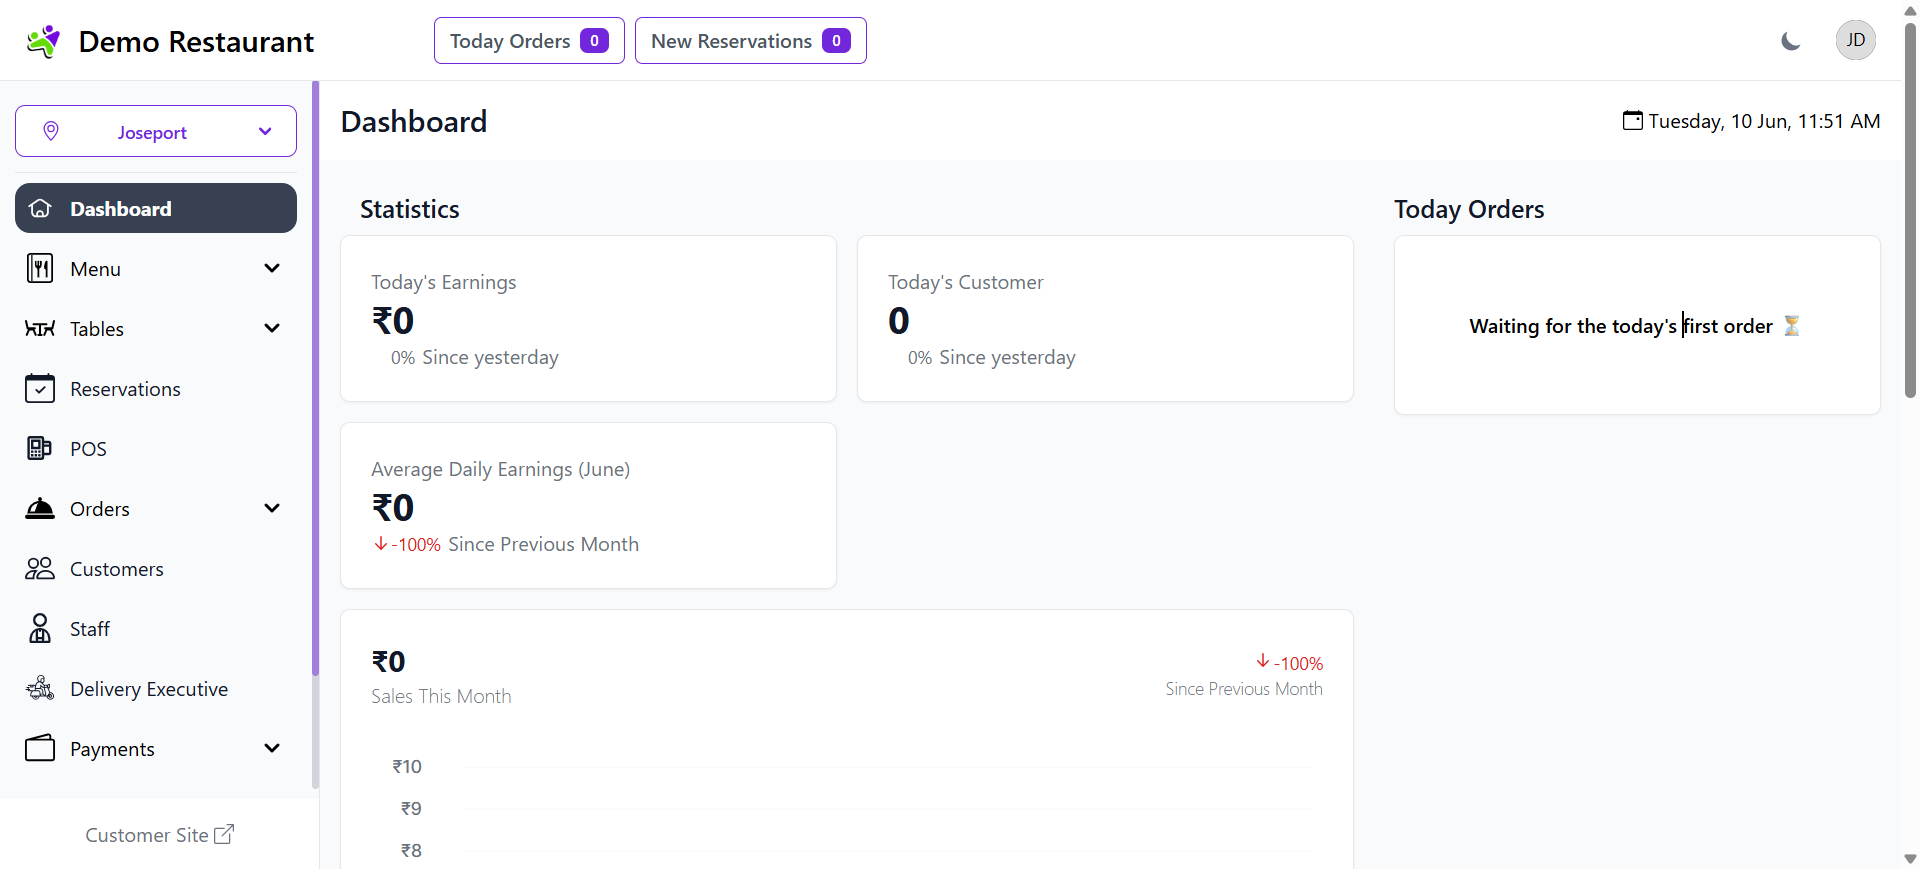 Demo Restaurant
Today Orders 0
New Reservations 0
JD
Joseport
Dashboard
Menu
Tables
Reservations
POS
Orders
Customers
Staff
Delivery Executive
Payments
Customer Site
Dashboard
Tuesday, 10 Jun, 11:51 AM
Statistics
Today's Earnings
₹0
0% Since yesterday
Today's Customer
0
0% Since yesterday
Average Daily Earnings (June)
₹0
-100% Since Previous Month
₹0
Sales This Month
-100%
Since Previous Month
₹10
₹9
₹8
Today Orders
Waiting for the today's first order ⏳